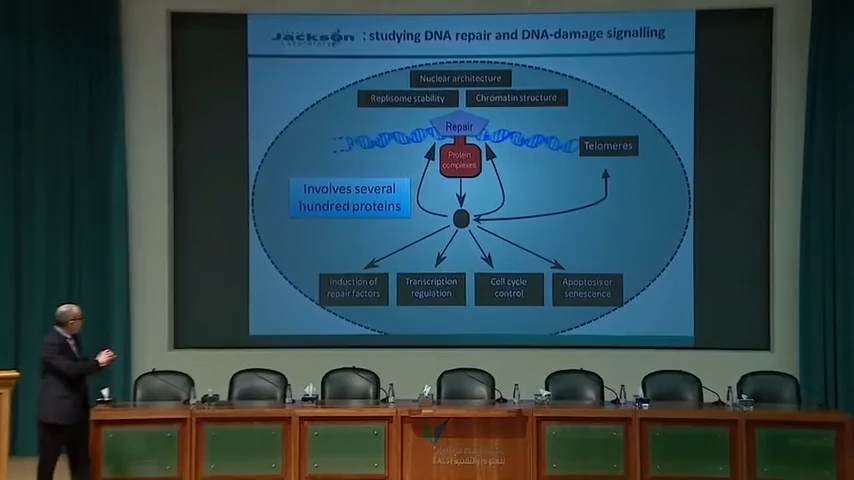 Jackson : studying DNA repair and DNA-damage signalling
Laboratory
Nuclear architecture
Replisome stability
Chromatin structure
Repair
Telomeres
Protein
complexes
Involves several
hundred proteins
Induction of
repair factors
Transcription
regulation
Cell cycle
control
Apoptosis or
senescence